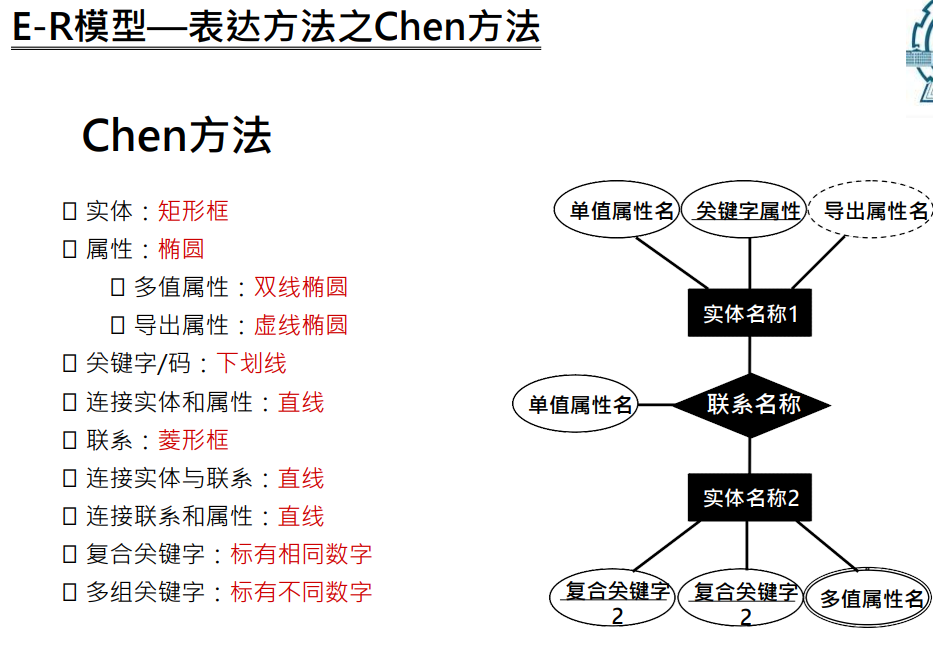 E-R模型—表达方法之Chen方法
Chen方法
实体：矩形框
属性：椭圆
多值属性：双线椭圆
导出属性：虚线椭圆
关键字/码：下划线
连接实体和属性：直线
联系：菱形框
连接实体与联系：直线
连接联系和属性：直线
复合关键字：标有相同数字
多组关键字：标有不同数字
单值属性名
关键字属性
导出属性名
实体名称1
单值属性名
联系名称
实体名称2
复合关键字
2
复合关键字
2
多值属性名